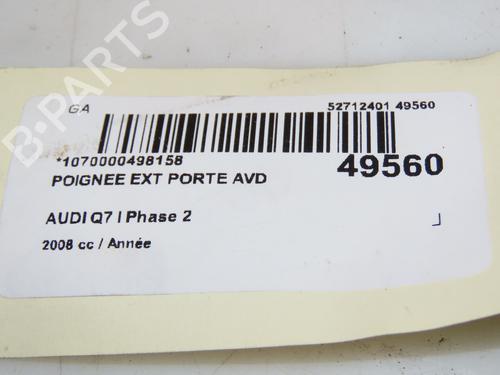 GA
52712401 49560
*1070000498158
49560
POIGNEE EXT PORTE AVD
AUDI Q7 I Phase 2
2008 cc / Année
B-PARTS